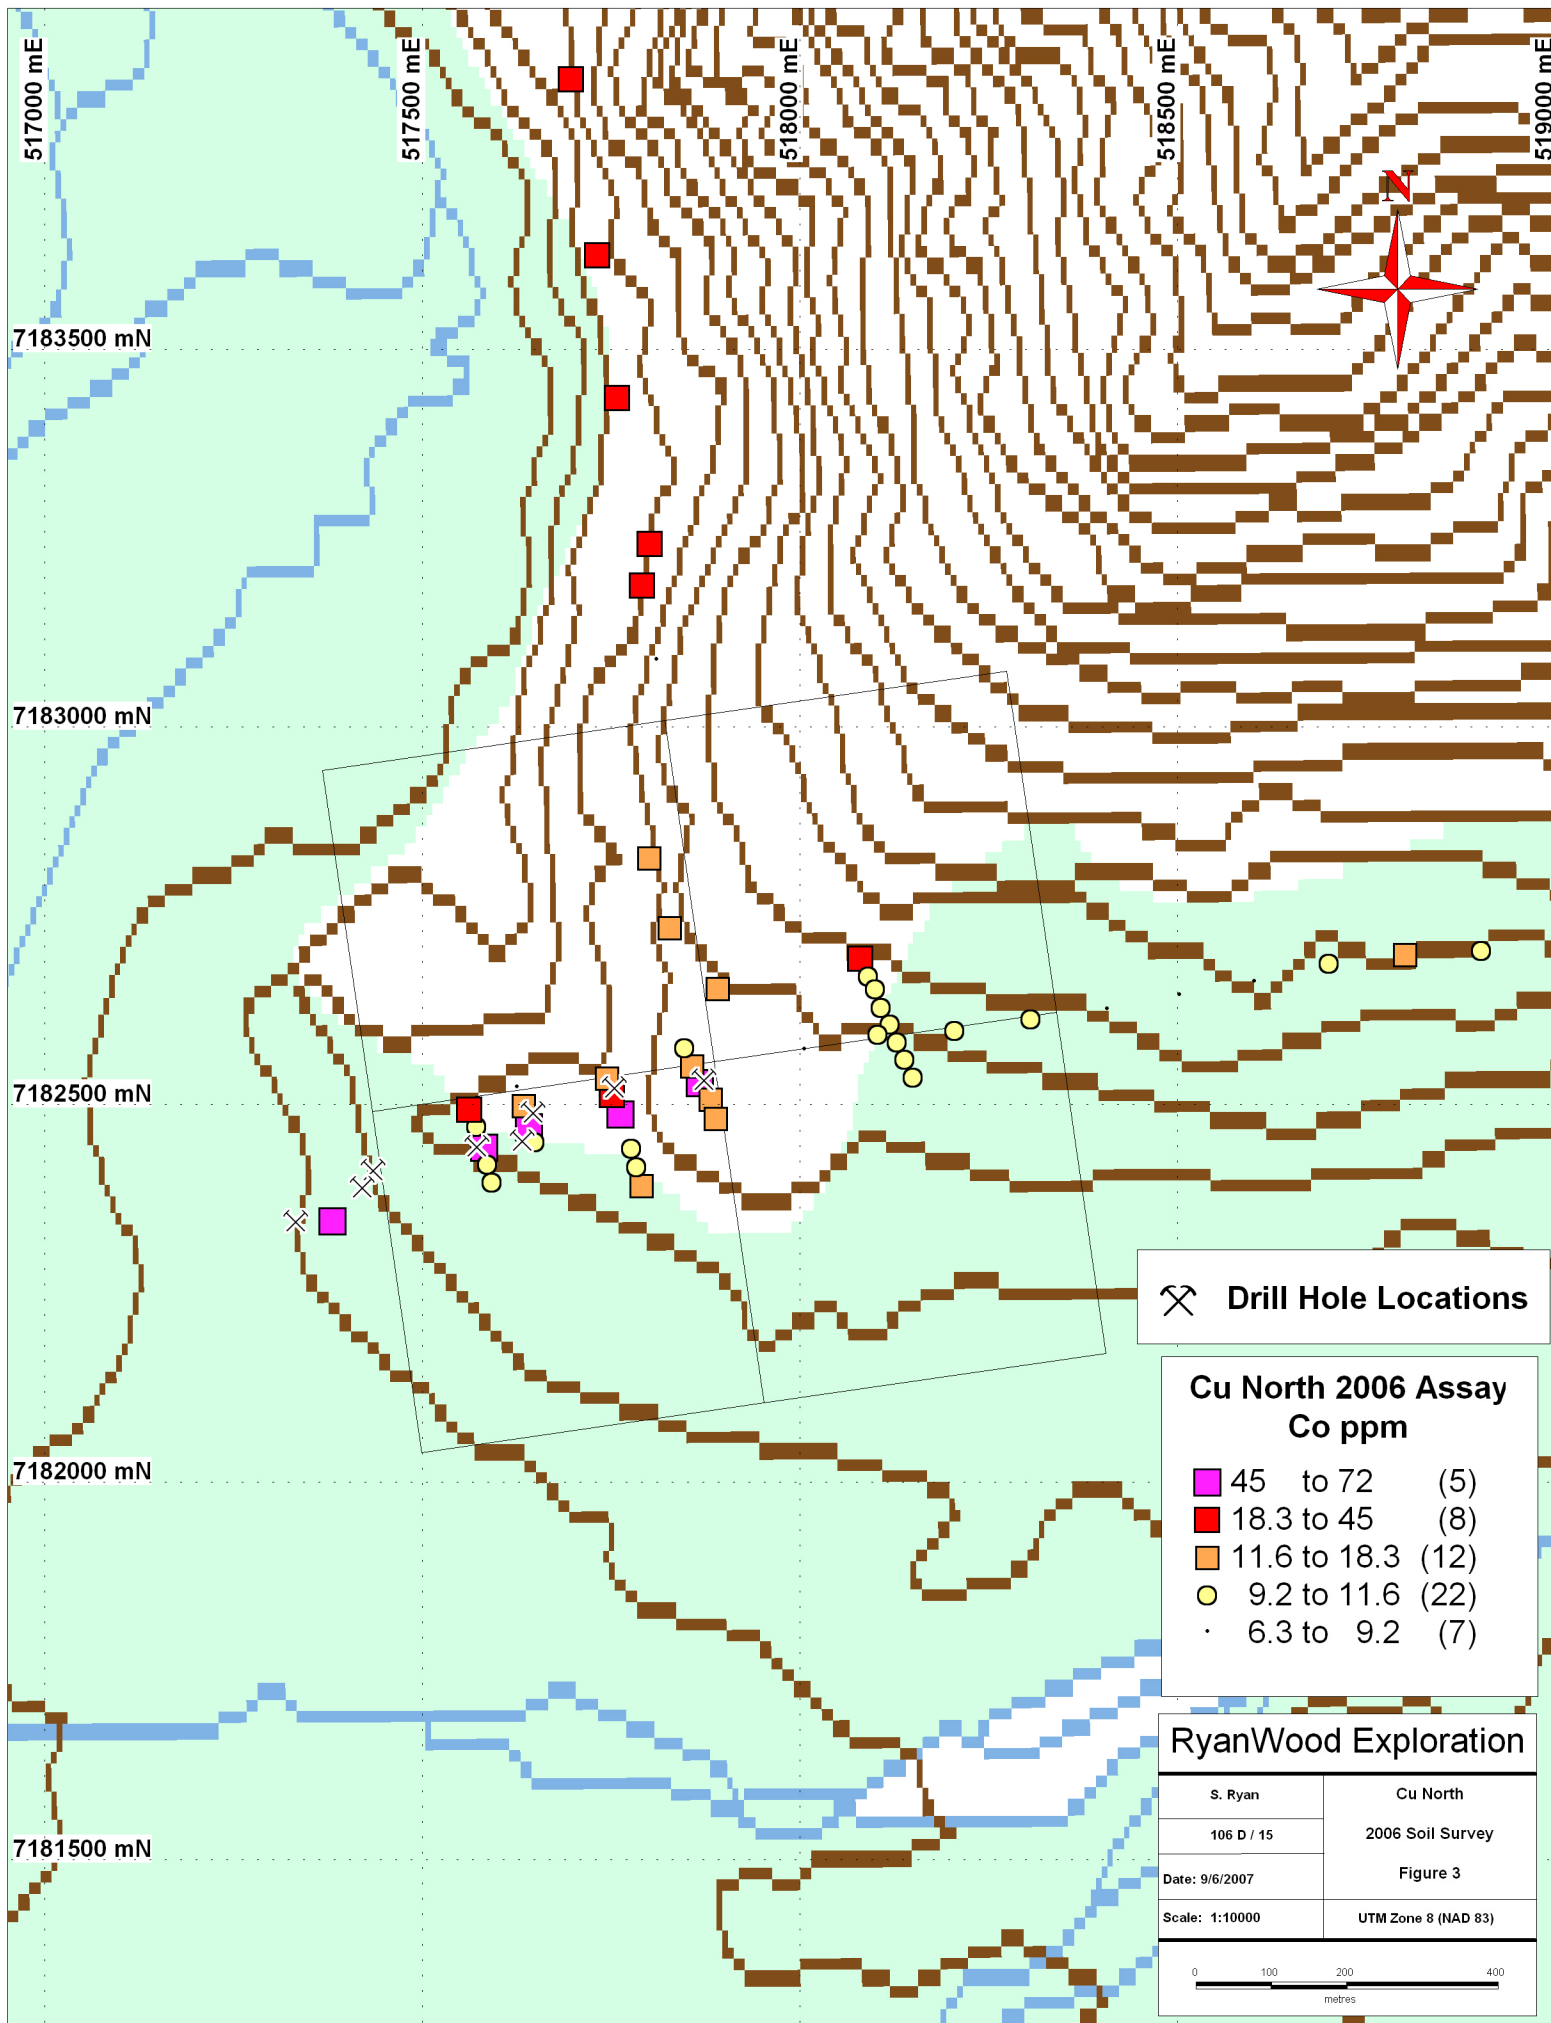 517000 mE
517500 mE
518000 mE
518500 mE
519000 mE
N
7183500 mN
7183000 mN
7182500 mN
7182000 mN
7181500 mN
Drill Hole Locations
Cu North 2006 Assay
Co ppm
45 to 72 (5)
18.3 to 45 (8)
11.6 to 18.3 (12)
9.2 to 11.6 (22)
6.3 to 9.2 (7)
RyanWood Exploration
S. Ryan
106 D / 15
Date: 9/6/2007
Scale: 1:10000
Cu North
2006 Soil Survey
Figure 3
UTM Zone 8 (NAD 83)
0 100 200 400
metres